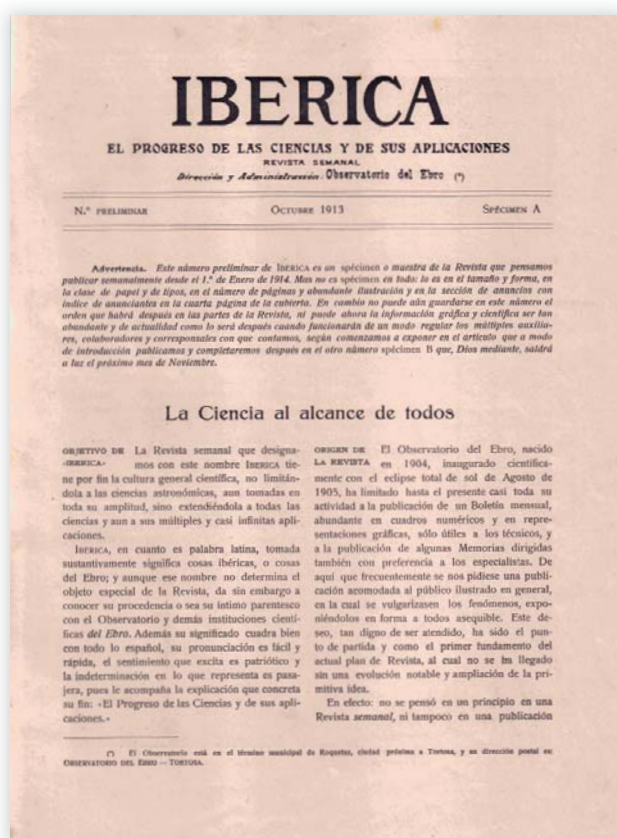 IBERICA
EL PROGRESO DE LAS CIENCIAS Y DE SUS APLICACIONES
REVISTA SEMANAL
Dirección y Administración: Observatorio del Ebro (*)
N.º PRELIMINAR OCTUBRE 1913 SPÉCIMEN A
Advertencia. Este número preliminar de IBERICA es un spécimen o muestra de la Revista que pensamos
publicar semanalmente desde el 1.º de Enero de 1914. Mas no es spécimen en todo: lo es en el tamaño y forma, en
la clase de papel y de tipos, en el número de páginas y abundante ilustración y en la sección de anuncios con
índice de anunciantes en la cuarta página de la cubierta. En cambio no puede aún guardarse en este número el
orden que habrá después en las partes de la Revista, ni puede ahora la información gráfica y científica ser tan
abundante y de actualidad como lo será después cuando funcionarán de un modo regular los múltiples auxilia-
res, colaboradores y corresponsales con que contamos, según comenzamos a exponer en el artículo que a modo
de introducción publicamos y completaremos después en el otro número spécimen B que, Dios mediante, saldrá
a luz el próximo mes de Noviembre.
La Ciencia al alcance de todos
OBJETIVO DE La Revista semanal que designa-
«IBERICA» mos con este nombre IBERICA tie-
ne por fin la cultura general científica, no limitán-
dola a las ciencias astronómicas, aun tomadas en
toda su amplitud, sino extendiéndola a todas las
ciencias y aun a sus múltiples y casi infinitas apli-
caciones.
IBERICA, en cuanto es palabra latina, tomada
sustantivamente significa cosas ibéricas, o cosas
del Ebro; y aunque ese nombre no determina el
objeto especial de la Revista, da sin embargo a
conocer su procedencia o sea su íntimo parentesco
con el Observatorio y demás instituciones cientí-
ficas del Ebro. Además su significado cuadra bien
con todo lo español, su pronunciación es fácil y
rápida, el sentimiento que excita es patriótico y
la indeterminación en lo que representa es pasa-
jera, pues le acompaña la explicación que concreta
su fin: «El Progreso de las Ciencias y de sus apli-
caciones.»
ORIGEN DE El Observatorio del Ebro, nacido
LA REVISTA en 1904, inaugurado científica-
mente con el eclipse total de sol de Agosto de
1905, ha limitado hasta el presente casi toda su
actividad a la publicación de un Boletín mensual,
abundante en cuadros numéricos y en repre-
sentaciones gráficas, sólo útiles a los técnicos, y
a la publicación de algunas Memorias dirigidas
también con preferencia a los especialistas. De
aquí que frecuentemente se nos pidiese una publi-
cación acomodada al público ilustrado en general,
en la cual se vulgarizasen los fenómenos, expo-
niéndolos en forma a todos asequible. Este de-
seo, tan digno de ser atendido, ha sido el pun-
to de partida y como el primer fundamento del
actual plan de Revista, al cual no se ha llegado
sin una evolución notable y ampliación de la pri-
mitiva idea.
En efecto: no se pensó en un principio en una
Revista semanal, ni tampoco en una publicación
(*) El Observatorio está en el término municipal de Roquetas, ciudad próxima a Tortosa, y su dirección postal es:
OBSERVATORIO DEL EBRO — TORTOSA.